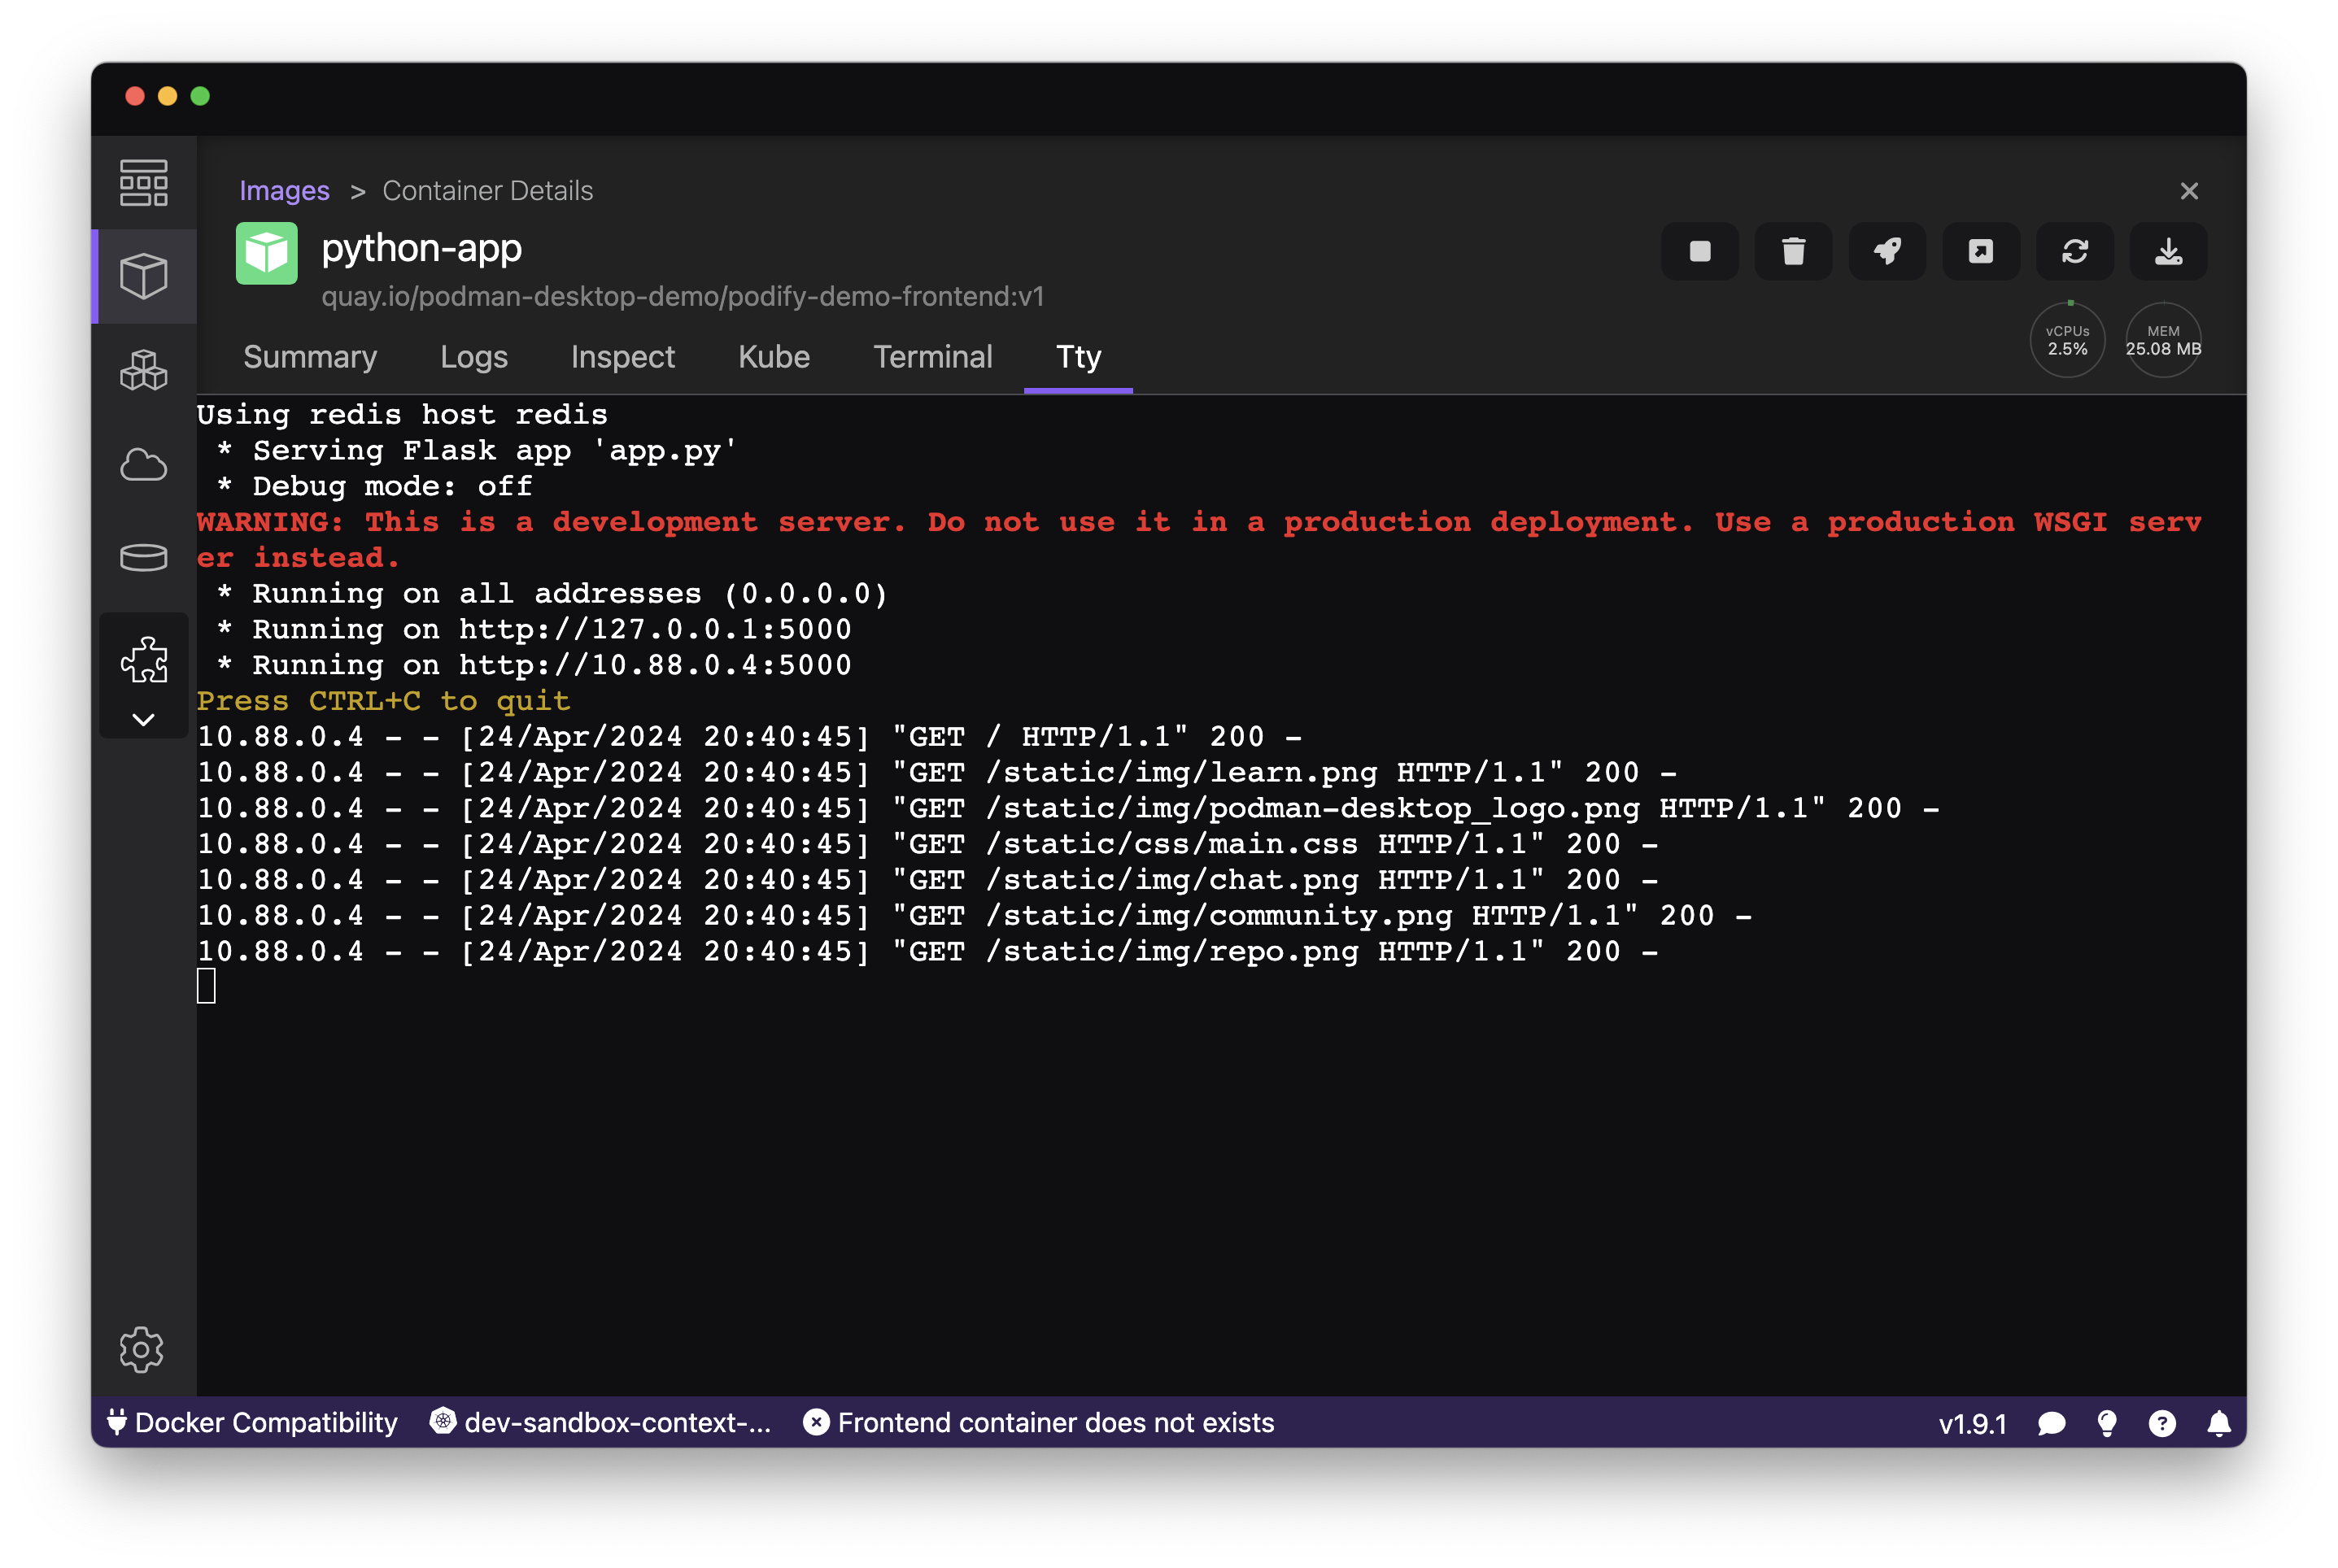 Images > Container Details
python-app
quay.io/podman-desktop-demo/podify-demo-frontend:v1
vCPUs
2.5%
MEM
25.08 MB
Summary Logs Inspect Kube Terminal Tty
Using redis host redis
* Serving Flask app 'app.py'
* Debug mode: off
WARNING: This is a development server. Do not use it in a production deployment. Use a production WSGI serv
er instead.
* Running on all addresses (0.0.0.0)
* Running on http://127.0.0.1:5000
* Running on http://10.88.0.4:5000
Press CTRL+C to quit
10.88.0.4 - - [24/Apr/2024 20:40:45] "GET / HTTP/1.1" 200 -
10.88.0.4 - - [24/Apr/2024 20:40:45] "GET /static/img/learn.png HTTP/1.1" 200 -
10.88.0.4 - - [24/Apr/2024 20:40:45] "GET /static/img/podman-desktop_logo.png HTTP/1.1" 200 -
10.88.0.4 - - [24/Apr/2024 20:40:45] "GET /static/css/main.css HTTP/1.1" 200 -
10.88.0.4 - - [24/Apr/2024 20:40:45] "GET /static/img/chat.png HTTP/1.1" 200 -
10.88.0.4 - - [24/Apr/2024 20:40:45] "GET /static/img/community.png HTTP/1.1" 200 -
10.88.0.4 - - [24/Apr/2024 20:40:45] "GET /static/img/repo.png HTTP/1.1" 200 -
Docker Compatibility dev-sandbox-context-... Frontend container does not exists v1.9.1